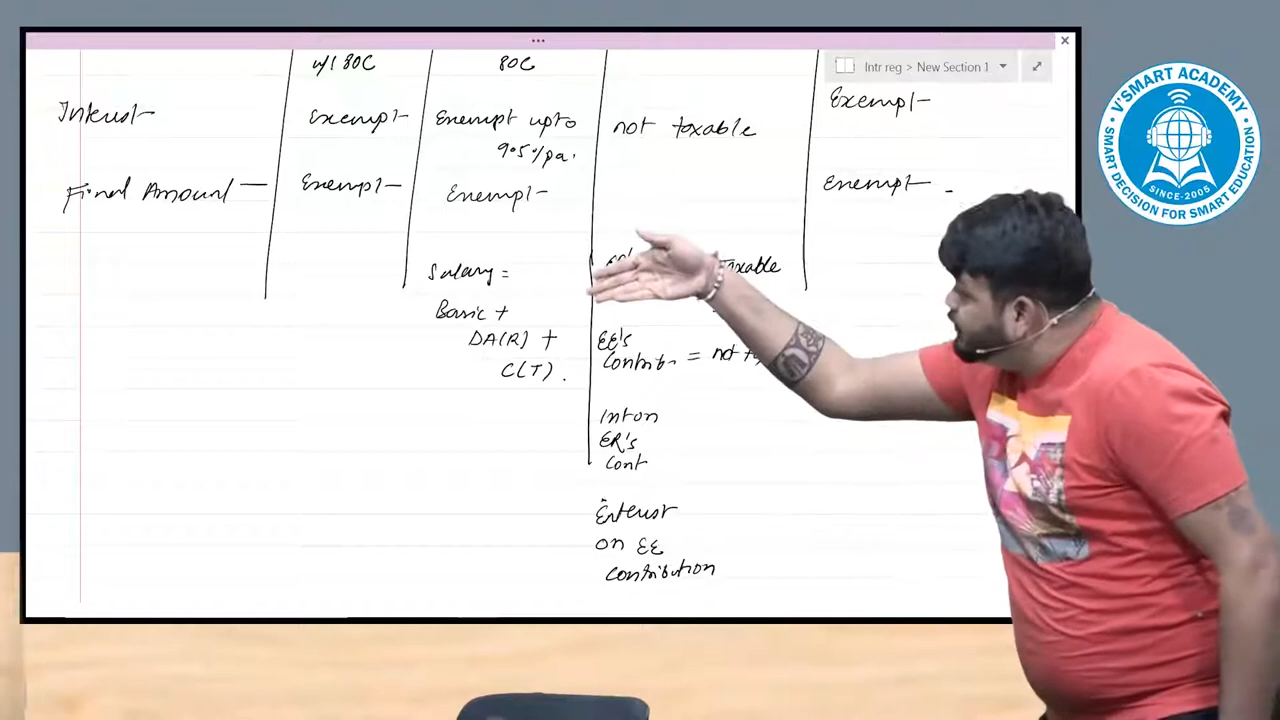 ...
u/s 80C
80C
Intr reg > New Section 1
Interest
Exempt
Exempt upto
9.5% pa.
not taxable
Exempt
Final Amount
Exempt
Exempt
Exempt
Salary =
Basic +
DA(R) +
C(T).
Taxable
EE's
Contribn = not
Int on
ER's
Cont
Interest
on EE
contribution
V'SMART ACADEMY
SINCE-2005
SMART DECISION FOR SMART EDUCATION